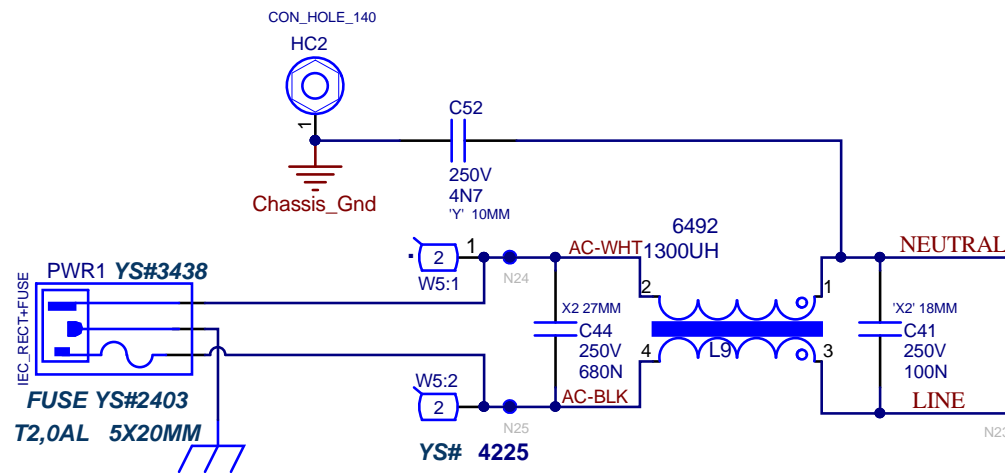 CON_HOLE_140
HC2
1
C52
250V
4N7
'Y' 10MM
Chassis_Gnd
6492
1300UH
AC-WHT
NEUTRAL
1
2
W5:1
N24
PWR1 YS#3438
IEC_RECT+FUSE
2
1
X2 27MM
C44
250V
680N
'X2' 18MM
C41
250V
100N
4
L9
3
W5:2
2
AC-BLK
LINE
FUSE YS#2403
T2,0AL 5X20MM
N25
N23
YS# 4225